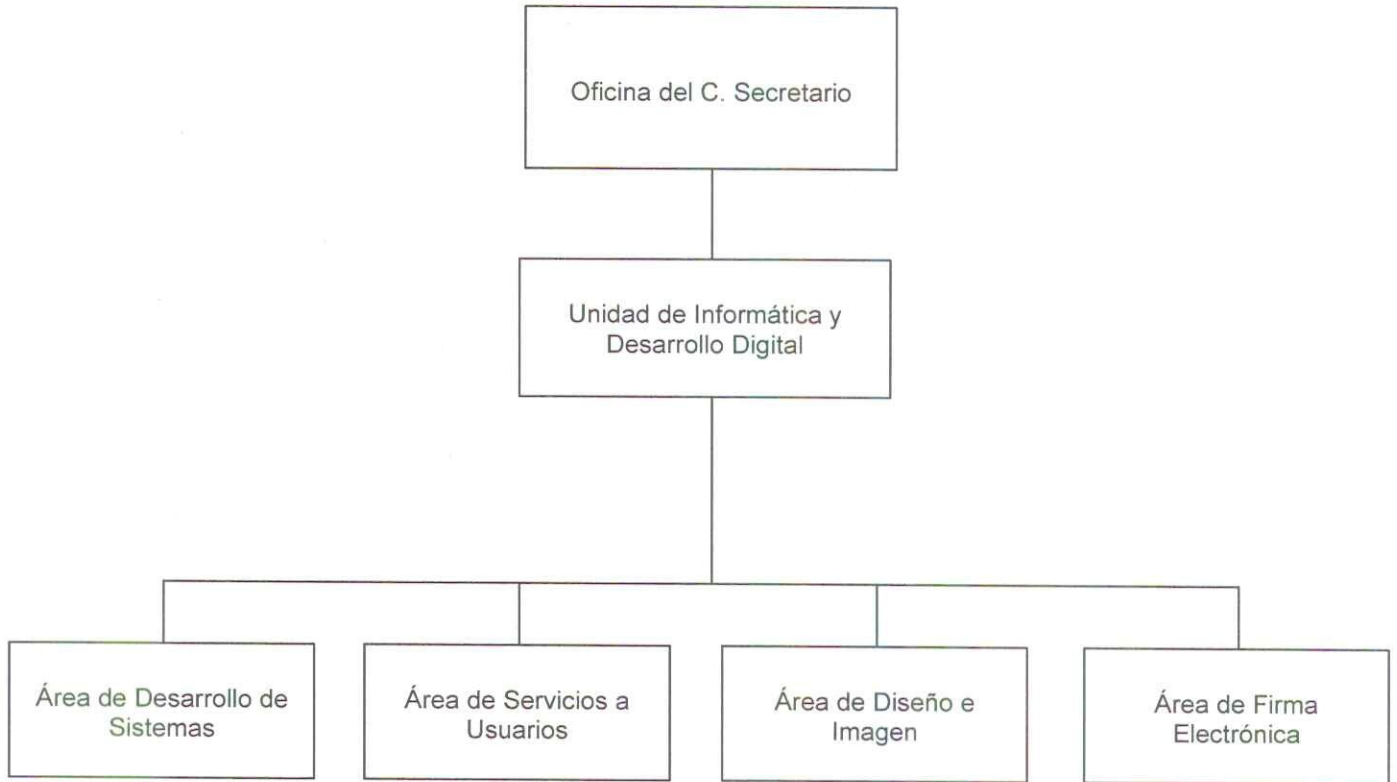 Oficina del C. Secretario
Unidad de Informática y
Desarrollo Digital
Área de Desarrollo de
Sistemas
Área de Servicios a
Usuarios
Área de Diseño e
Imagen
Área de Firma
Electrónica